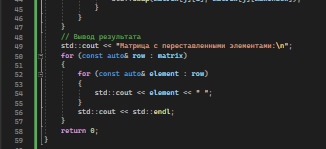 45 }
46 }
47 }
48 // Вывод результата
49 std::cout << "Матрица с переставленными элементами:\n";
50 for (const auto& row : matrix)
51 {
52 for (const auto& element : row)
53 {
54 std::cout << element << " ";
55 }
56 std::cout << std::endl;
57 }
58 return 0;
59 }